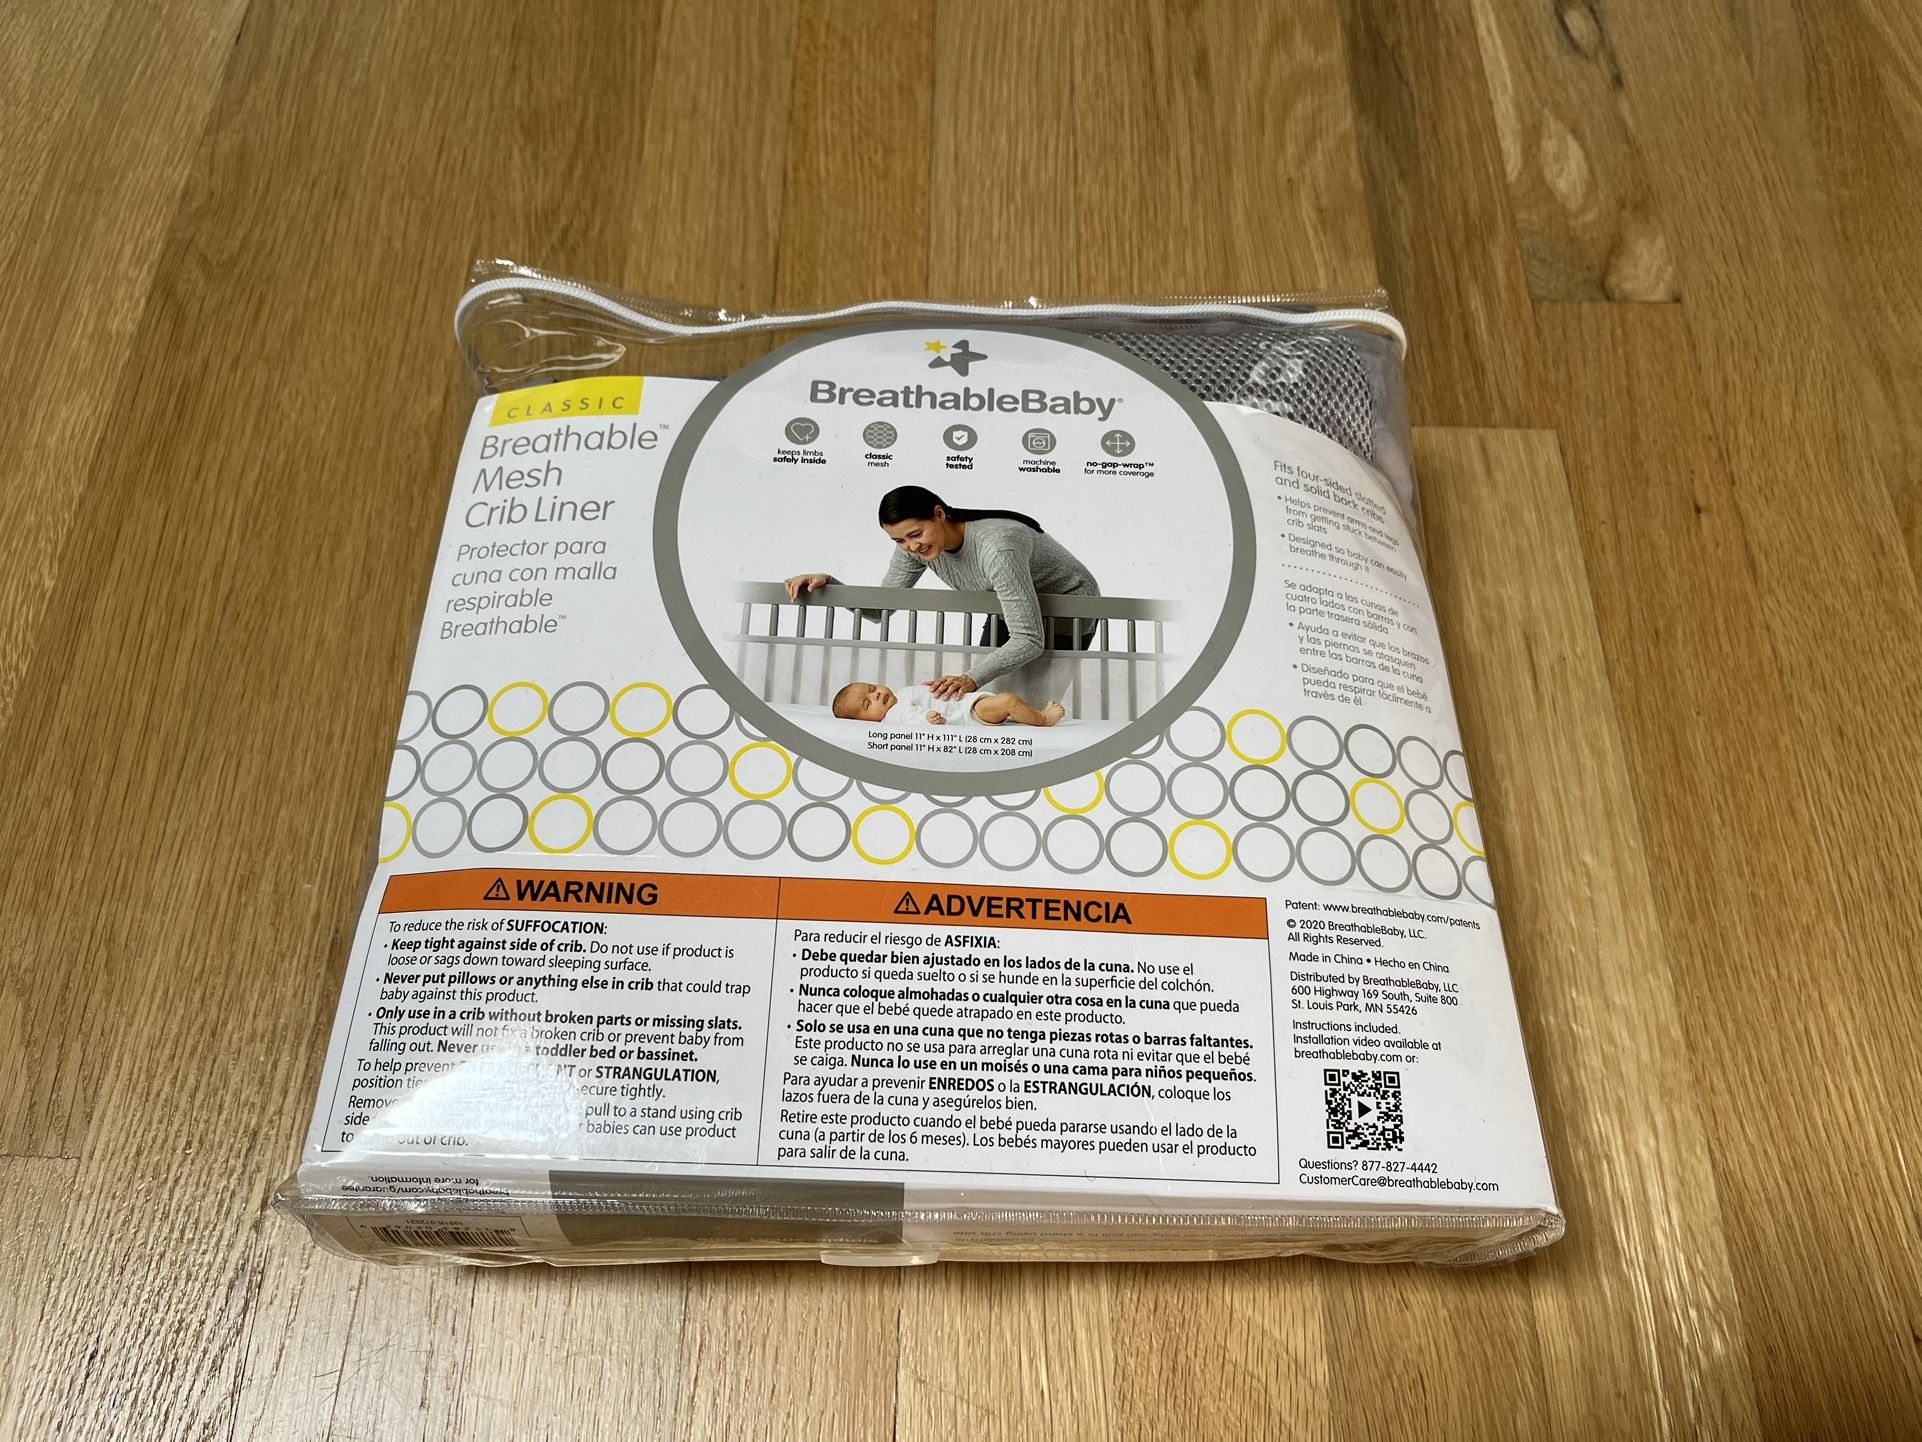 CLASSIC
Breathable™
Mesh
Crib Liner
Protector para
cuna con malla
respirable
Breathable™
BreathableBaby®
keeps limbs
safely inside
classic
mesh
safety
tested
machine
washable
no-gap-wrap™
for more coverage
Long panel 11" H x 111" L (28 cm x 282 cm)
Short panel 11" H x 82" L (28 cm x 208 cm)
Fits four-sided slatted
and solid back cribs
• Helps prevent arms and legs
from getting stuck between
crib slats
• Designed so baby can easily
breathe through it
Se adapta a las cunas de
cuatro lados con barras y con
la parte trasera sólida
• Ayuda a evitar que los brazos
y las piernas se atasquen
entre las barras de la cuna
• Diseñado para que el bebé
pueda respirar fácilmente a
través de él
⚠ WARNING
To reduce the risk of SUFFOCATION:
• Keep tight against side of crib. Do not use if product is
loose or sags down toward sleeping surface.
• Never put pillows or anything else in crib that could trap
baby against this product.
• Only use in a crib without broken parts or missing slats.
This product will not fix a broken crib or prevent baby from
falling out. Never toddler bed or bassinet.
To help prevent or STRANGULATION,
position secure tightly.
pull to a stand using crib
side babies can use product
to out of crib.
⚠ ADVERTENCIA
Para reducir el riesgo de ASFIXIA:
• Debe quedar bien ajustado en los lados de la cuna. No use el
producto si queda suelto o si se hunde en la superficie del colchón.
• Nunca coloque almohadas o cualquier otra cosa en la cuna que pueda
hacer que el bebé quede atrapado en este producto.
• Solo se usa en una cuna que no tenga piezas rotas o barras faltantes.
Este producto no se usa para arreglar una cuna rota ni evitar que el bebé
se caiga. Nunca lo use en un moisés o una cama para niños pequeños.
Para ayudar a prevenir ENREDOS o la ESTRANGULACIÓN, coloque los
lazos fuera de la cuna y asegúrelos bien.
Retire este producto cuando el bebé pueda pararse usando el lado de la
cuna (a partir de los 6 meses). Los bebés mayores pueden usar el producto
para salir de la cuna.
Patent: www.breathablebaby.com/patents
© 2020 BreathableBaby, LLC.
All Rights Reserved.
Made in China • Hecho en China
Distributed by BreathableBaby, LLC
600 Highway 169 South, Suite 800
St. Louis Park, MN 55426
Instructions included.
Installation video available at
breathablebaby.com or:
Questions? 877-827-4442
CustomerCare@breathablebaby.com
breathablebaby.com/guarantee
for more information.